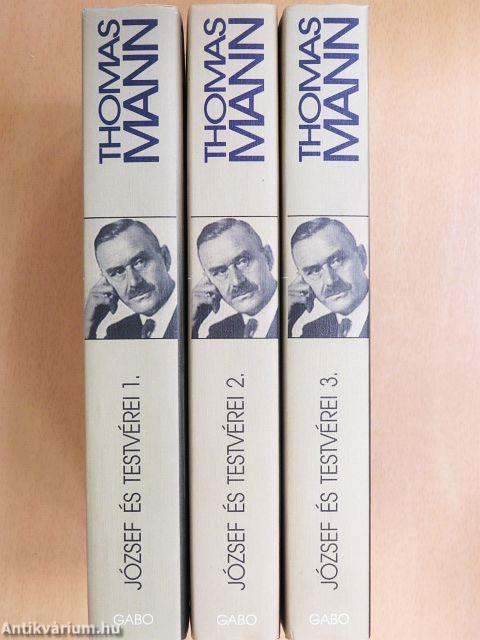 THOMAS
MANN
JÓZSEF ÉS TESTVÉREI 1.
GABO
THOMAS
MANN
JÓZSEF ÉS TESTVÉREI 2.
GABO
THOMAS
MANN
JÓZSEF ÉS TESTVÉREI 3.
GABO
Antikvárium.hu